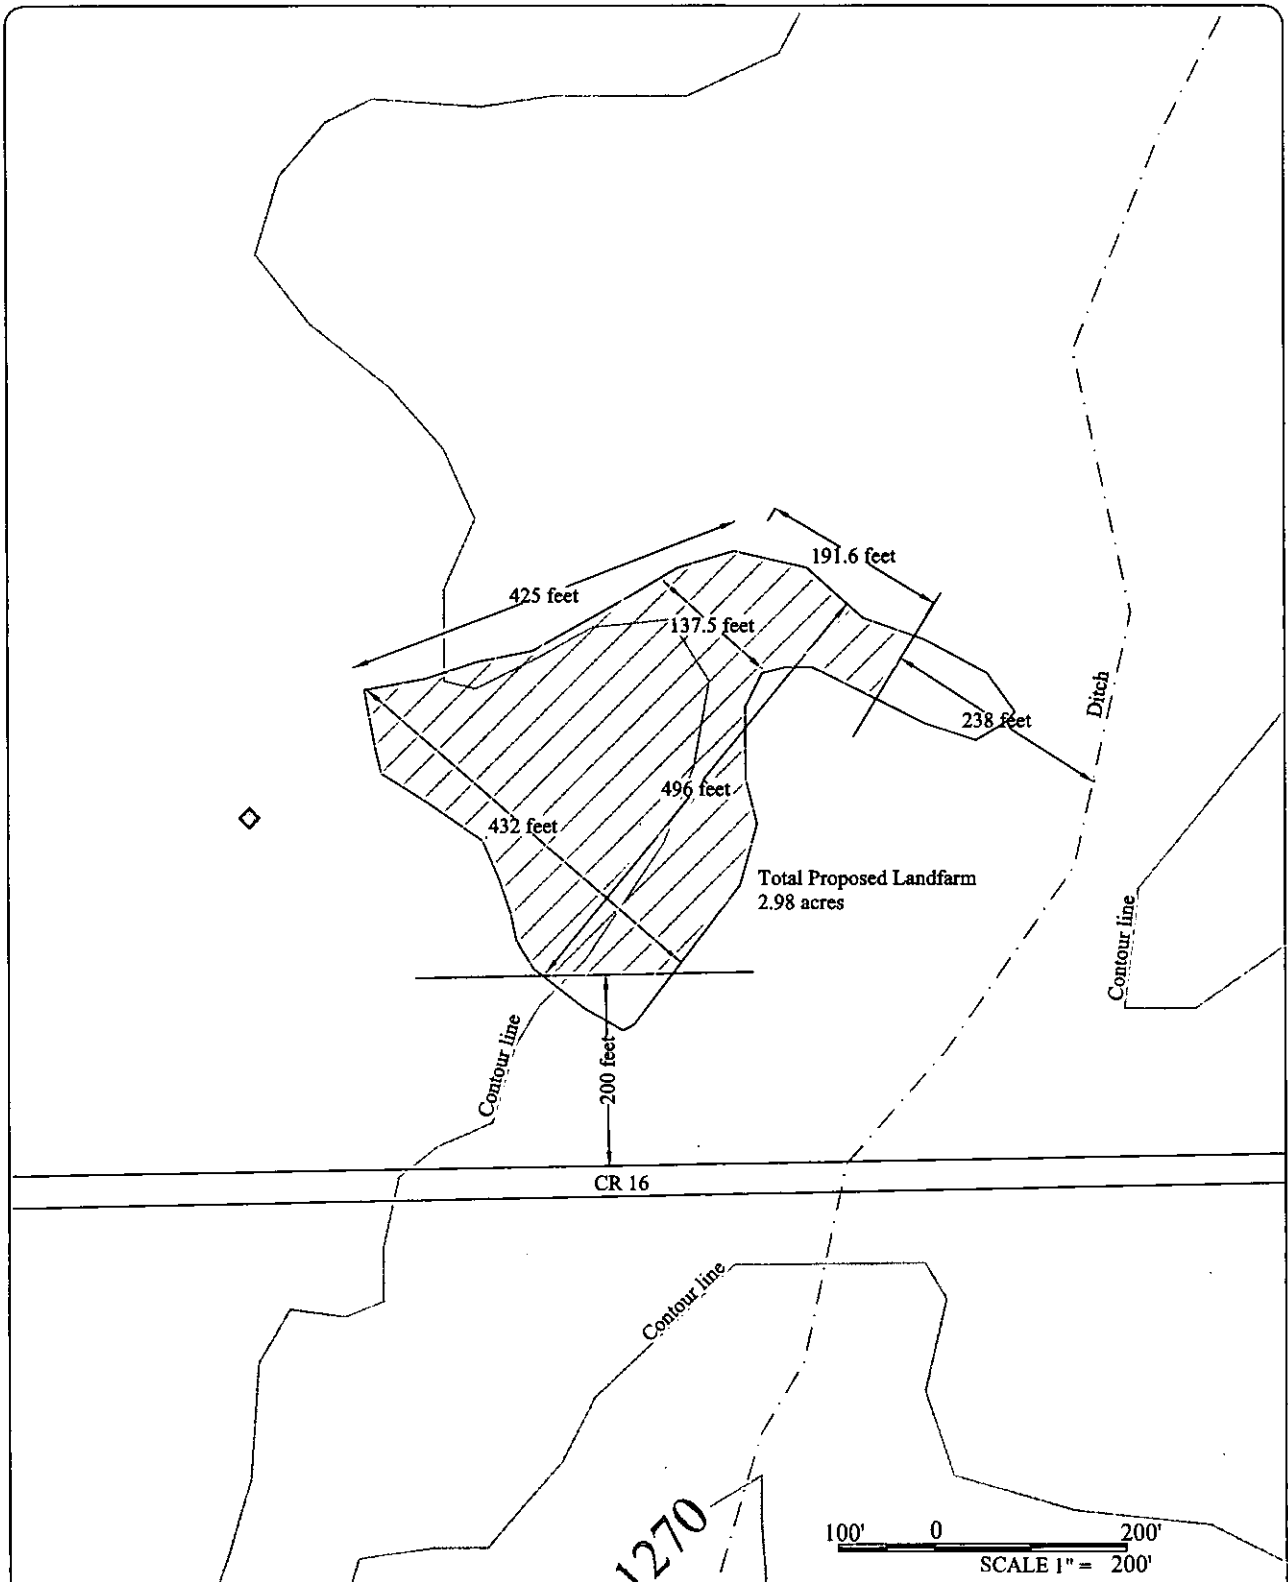 191.6 feet
425 feet
137.5 feet
Ditch
238 feet
496 feet
432 feet
Total Proposed Landfarm
2.98 acres
Contour line
Contour line
200 feet
CR 16
Contour line
1270
100' 0 200'
SCALE 1" = 200'